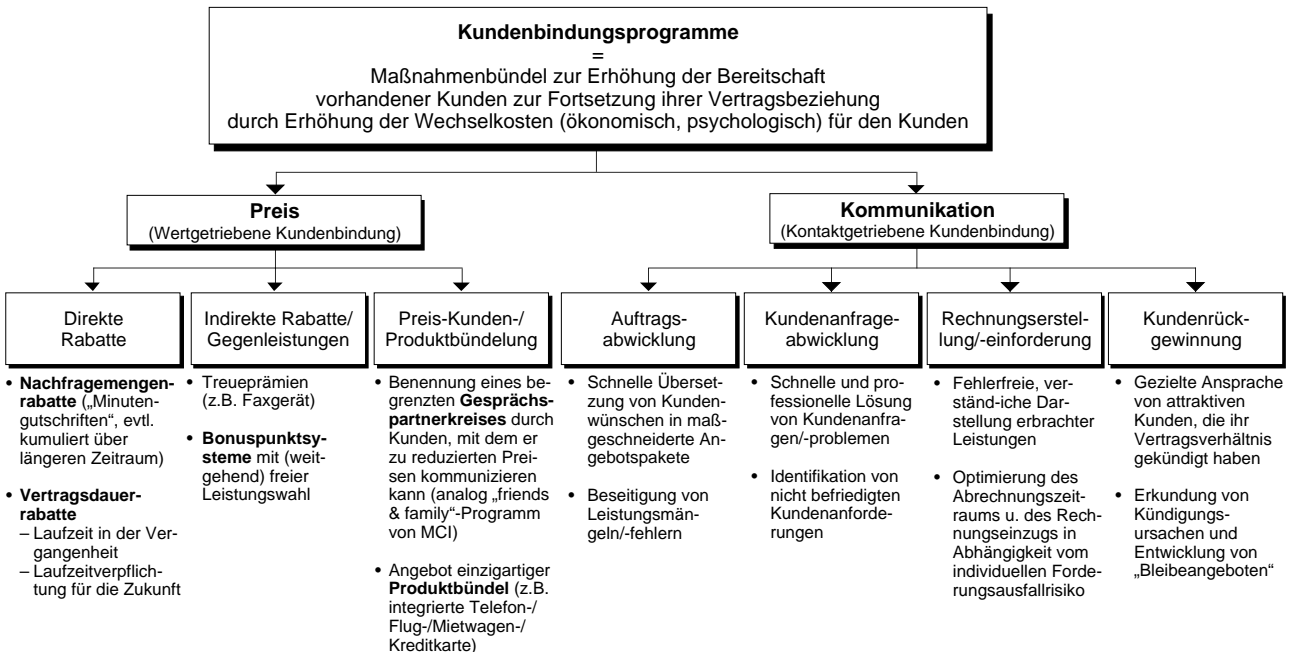 Kundenbindungsprogramme
=
Maßnahmenbündel zur Erhöhung der Bereitschaft
vorhandener Kunden zur Fortsetzung ihrer Vertragsbeziehung
durch Erhöhung der Wechselkosten (ökonomisch, psychologisch) für den Kunden
Preis
(Wertgetriebene Kundenbindung)
Kommunikation
(Kontaktgetriebene Kundenbindung)
Direkte
Rabatte
Indirekte Rabatte/
Gegenleistungen
Preis-Kunden-/
Produktbündelung
Auftrags-
abwicklung
Kundenanfrage-
abwicklung
Rechnungserstel-
lung/-einforderung
Kundenrück-
gewinnung
• Nachfragemengen-
rabatte („Minuten-
gutschriften“, evtl.
kumuliert über
längeren Zeitraum)
• Vertragsdauer-
rabatte
– Laufzeit in der Ver-
gangenheit
– Laufzeitverpflich-
tung für die Zukunft
• Treueprämien
(z.B. Faxgerät)
• Bonuspunktsy-
steme mit (weit-
gehend) freier
Leistungswahl
• Benennung eines be-
grenzten Gesprächs-
partnerkreises durch
Kunden, mit dem er
zu reduzierten Prei-
sen kommunizieren
kann (analog „friends
& family“-Programm
von MCI)
• Angebot einzigartiger
Produktbündel (z.B.
integrierte Telefon-/
Flug-/Mietwagen-/
Kreditkarte)
• Schnelle Überset-
zung von Kunden-
wünschen in maß-
geschneiderte An-
gebotspakete
• Beseitigung von
Leistungsmän-
geln/-fehlern
• Schnelle und pro-
fessionelle Lösung
von Kundenanfra-
gen/-problemen
• Identifikation von
nicht befriedigten
Kundenanforde-
rungen
• Fehlerfreie, ver-
ständ-iche Dar-
stellung erbrachter
Leistungen
• Optimierung des
Abrechnungszeit-
raums u. des Rech-
nungseinzugs in
Abhängigkeit vom
individuellen Forde-
rungsausfallrisiko
• Gezielte Ansprache
von attraktiven
Kunden, die ihr
Vertragsverhältnis
gekündigt haben
• Erkundung von
Kündigungs-
ursachen und
Entwicklung von
„Bleibeangeboten“